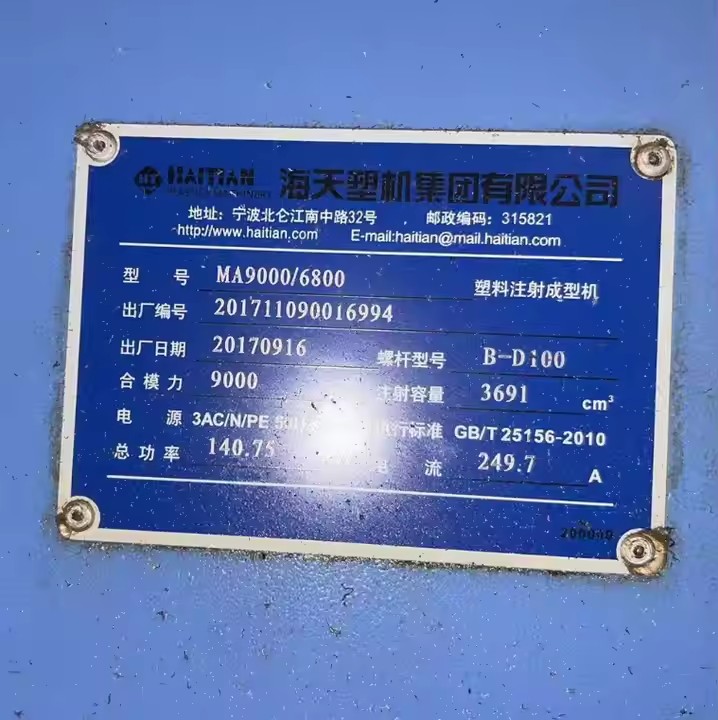 HAITIAN 海天塑机集团有限公司
地址：宁波北仑江南中路32号 邮政编码：315821
http://www.haitian.com E-mail:haitian@mail.haitian.com
型 号 MA9000/6800 塑料注射成型机
出厂编号 201711090016994
出厂日期 20170916 螺杆型号 B-D100
合模力 9000 注射容量 3691 cm³
电 源 3AC/N/PE 标准 GB/T 25156-2010
总功率 140.75 电 流 249.7 A